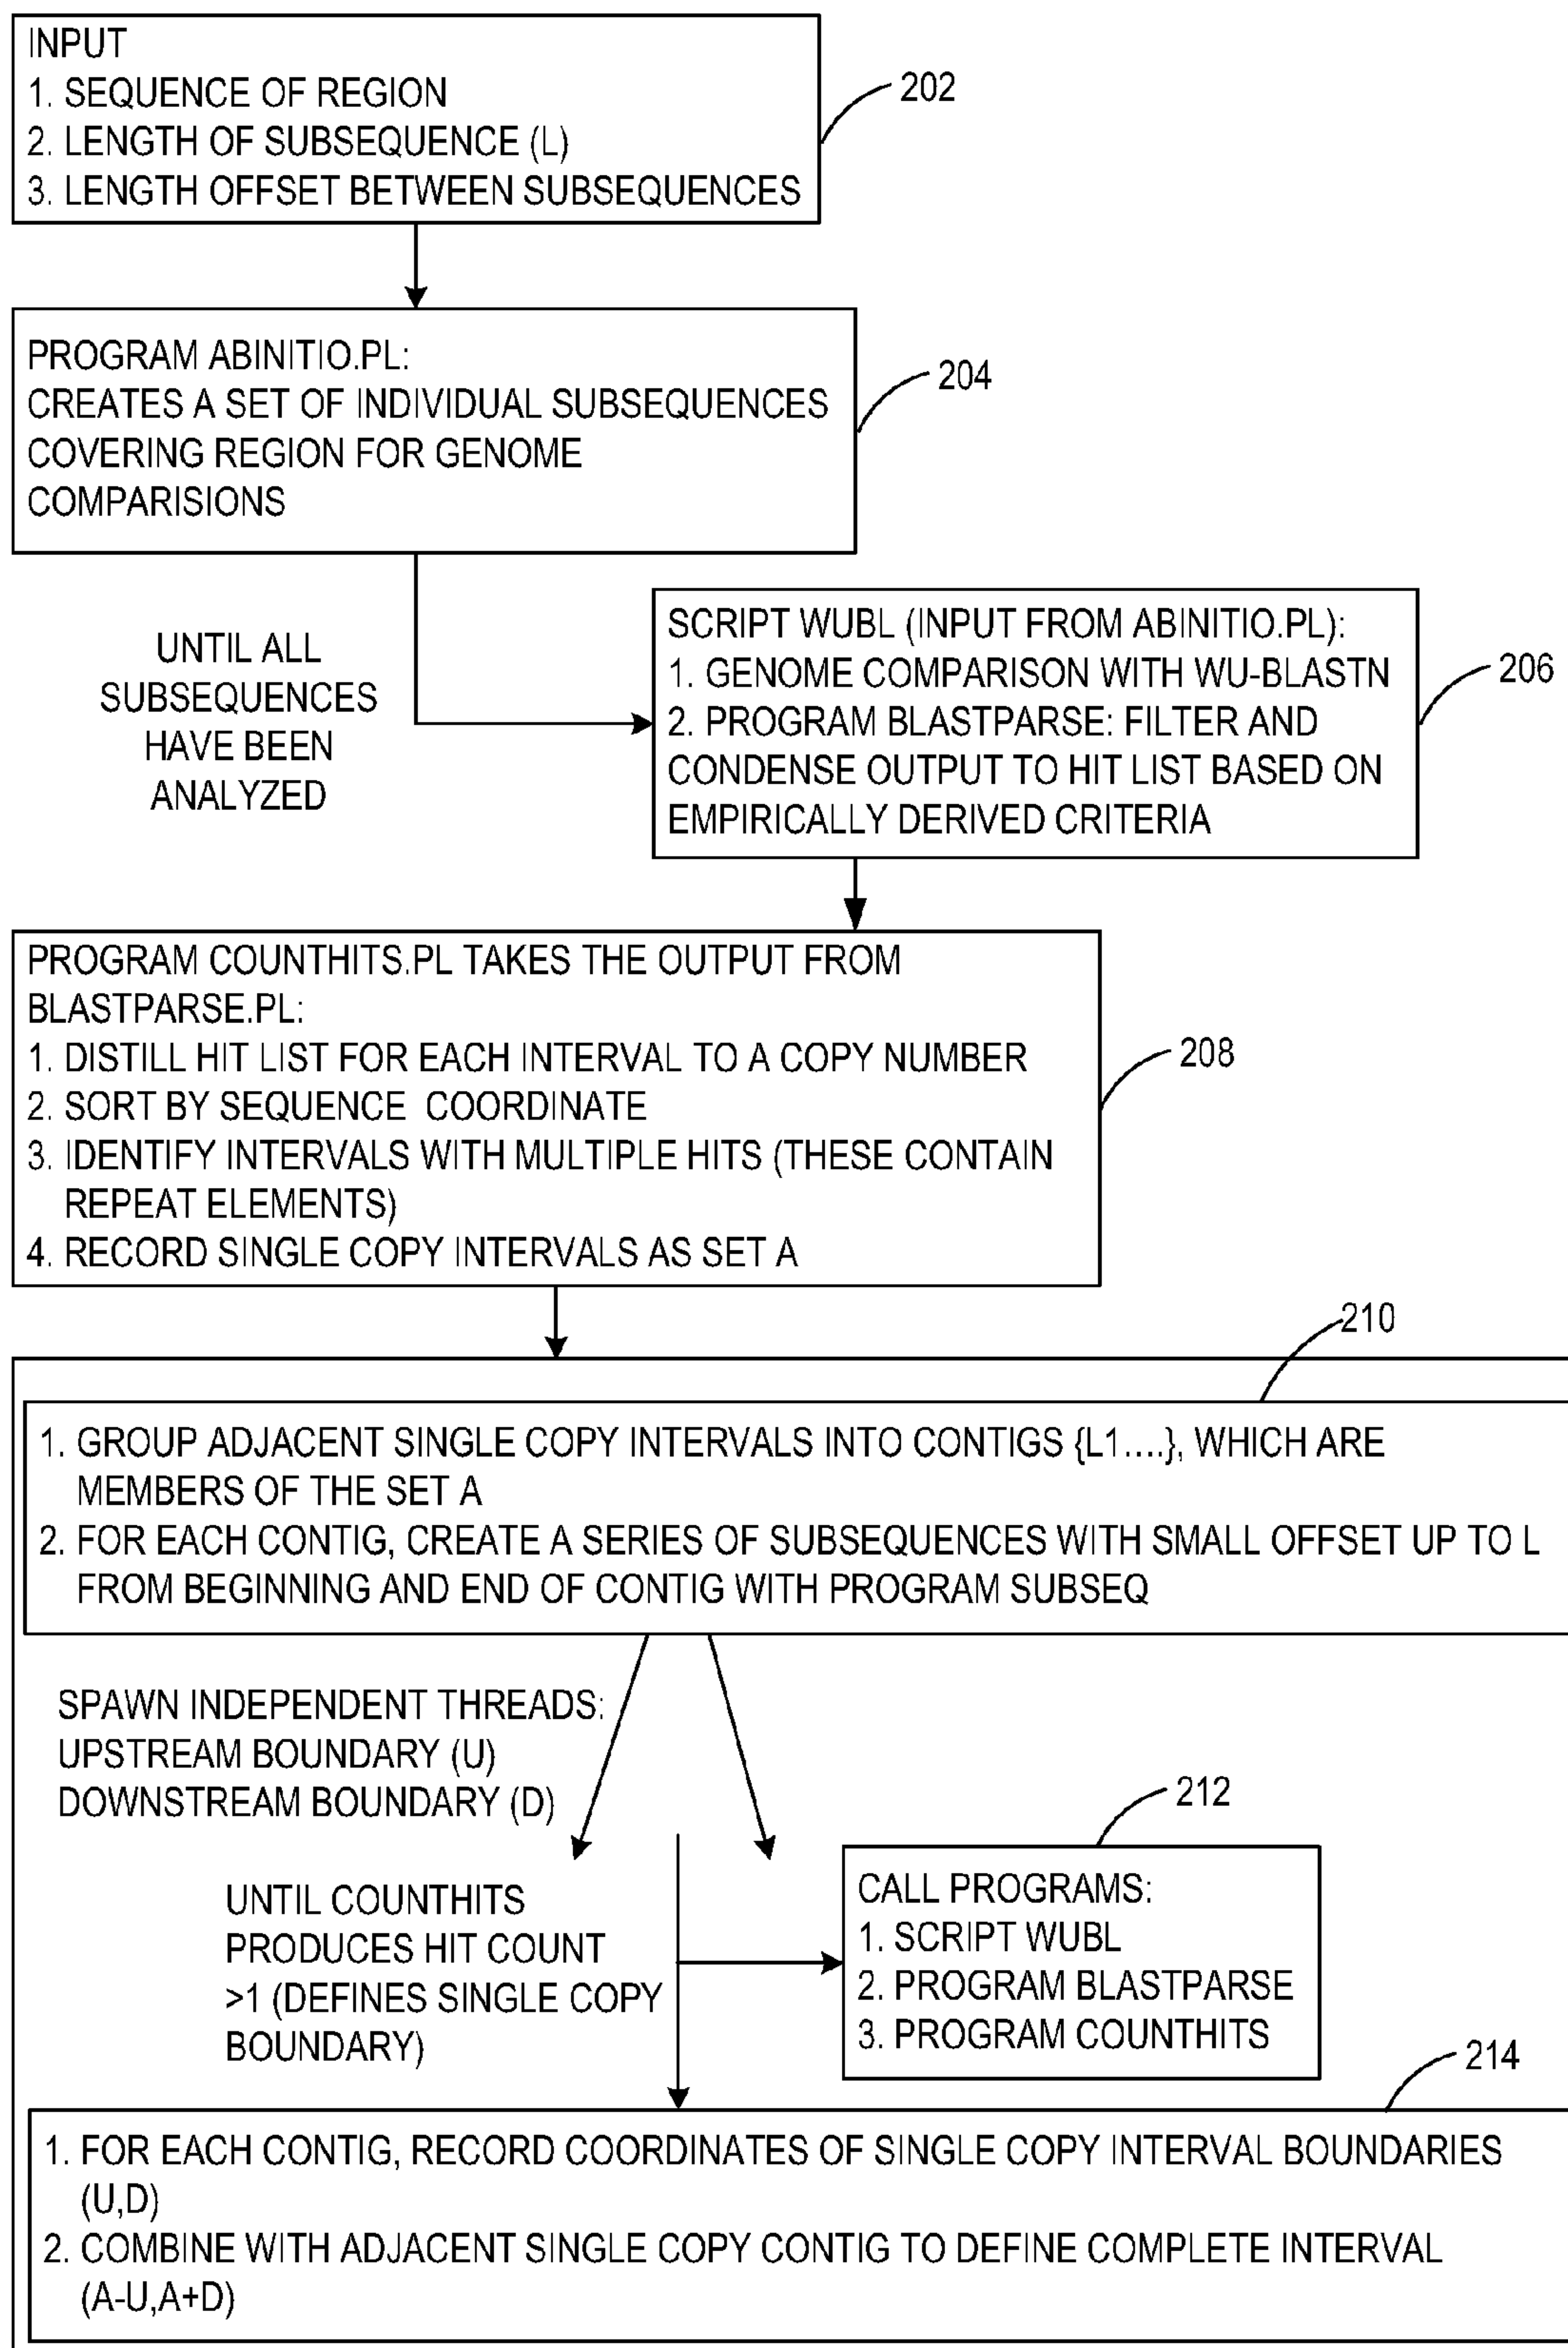 INPUT
1. SEQUENCE OF REGION
2. LENGTH OF SUBSEQUENCE (L)
3. LENGTH OFFSET BETWEEN SUBSEQUENCES
202
PROGRAM ABINITIO.PL:
CREATES A SET OF INDIVIDUAL SUBSEQUENCES
COVERING REGION FOR GENOME
COMPARISIONS
204
UNTIL ALL
SUBSEQUENCES
HAVE BEEN
ANALYZED
SCRIPT WUBL (INPUT FROM ABINITIO.PL):
1. GENOME COMPARISON WITH WU-BLASTN
2. PROGRAM BLASTPARSE: FILTER AND
CONDENSE OUTPUT TO HIT LIST BASED ON
EMPIRICALLY DERIVED CRITERIA
206
PROGRAM COUNTHITS.PL TAKES THE OUTPUT FROM
BLASTPARSE.PL:
1. DISTILL HIT LIST FOR EACH INTERVAL TO A COPY NUMBER
2. SORT BY SEQUENCE COORDINATE
3. IDENTIFY INTERVALS WITH MULTIPLE HITS (THESE CONTAIN
REPEAT ELEMENTS)
4. RECORD SINGLE COPY INTERVALS AS SET A
208
210
1. GROUP ADJACENT SINGLE COPY INTERVALS INTO CONTIGS {L1....}, WHICH ARE
MEMBERS OF THE SET A
2. FOR EACH CONTIG, CREATE A SERIES OF SUBSEQUENCES WITH SMALL OFFSET UP TO L
FROM BEGINNING AND END OF CONTIG WITH PROGRAM SUBSEQ
SPAWN INDEPENDENT THREADS:
UPSTREAM BOUNDARY (U)
DOWNSTREAM BOUNDARY (D)
UNTIL COUNTHITS
PRODUCES HIT COUNT
>1 (DEFINES SINGLE COPY
BOUNDARY)
212
CALL PROGRAMS:
1. SCRIPT WUBL
2. PROGRAM BLASTPARSE
3. PROGRAM COUNTHITS
214
1. FOR EACH CONTIG, RECORD COORDINATES OF SINGLE COPY INTERVAL BOUNDARIES
(U,D)
2. COMBINE WITH ADJACENT SINGLE COPY CONTIG TO DEFINE COMPLETE INTERVAL
(A-U,A+D)